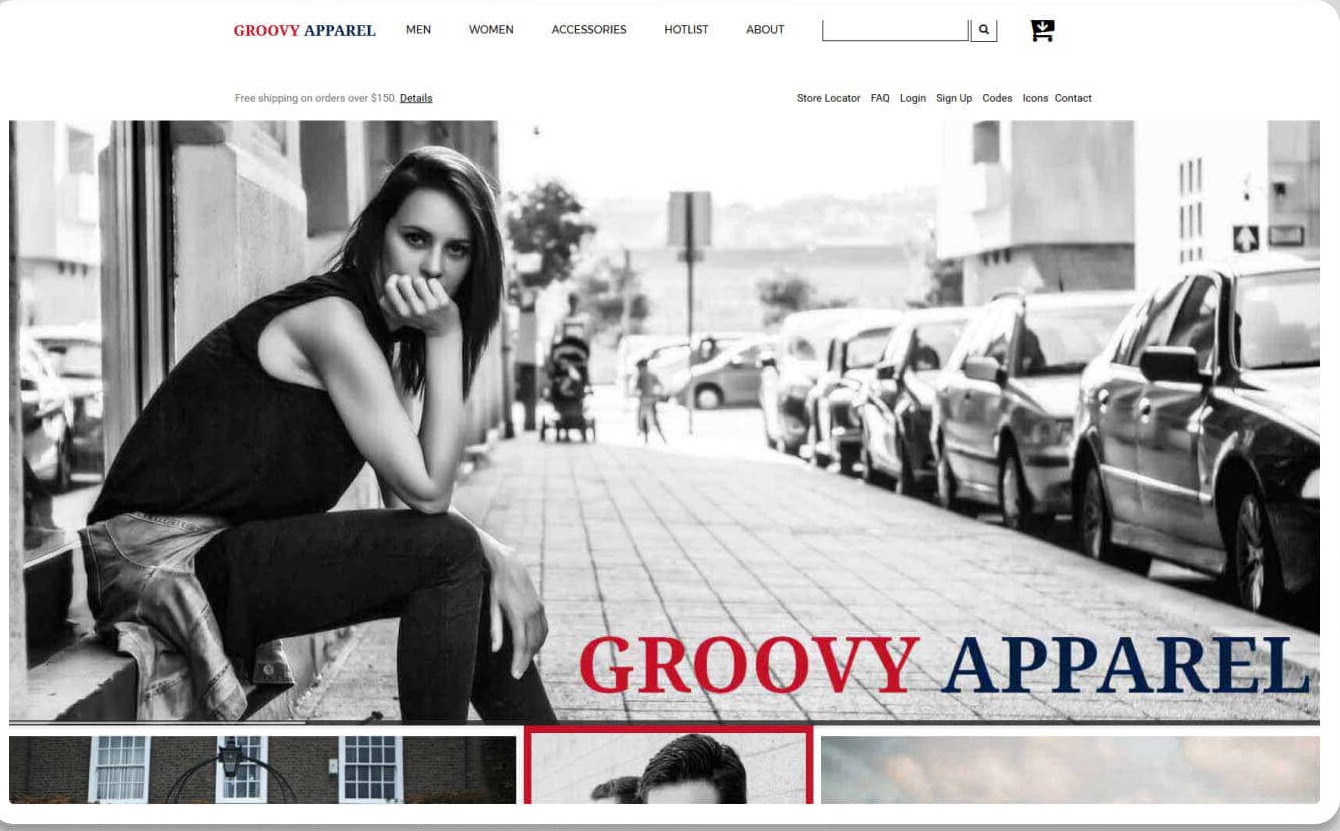 GROOVY APPAREL MEN WOMEN ACCESSORIES HOTLIST ABOUT
Free shipping on orders over $150. Details Store Locator FAQ Login Sign Up Codes Icons Contact
GROOVY APPAREL